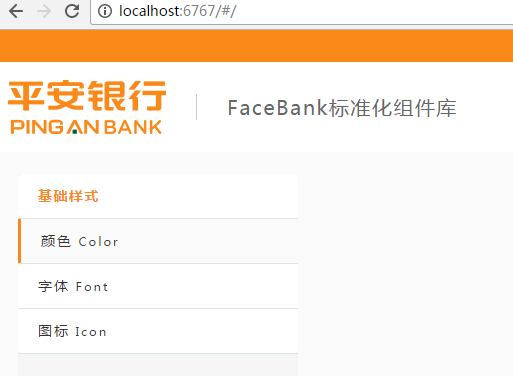 localhost:6767/#/
平安银行
PING AN BANK
FaceBank标准化组件库
基础样式
颜色 Color
字体 Font
图标 Icon